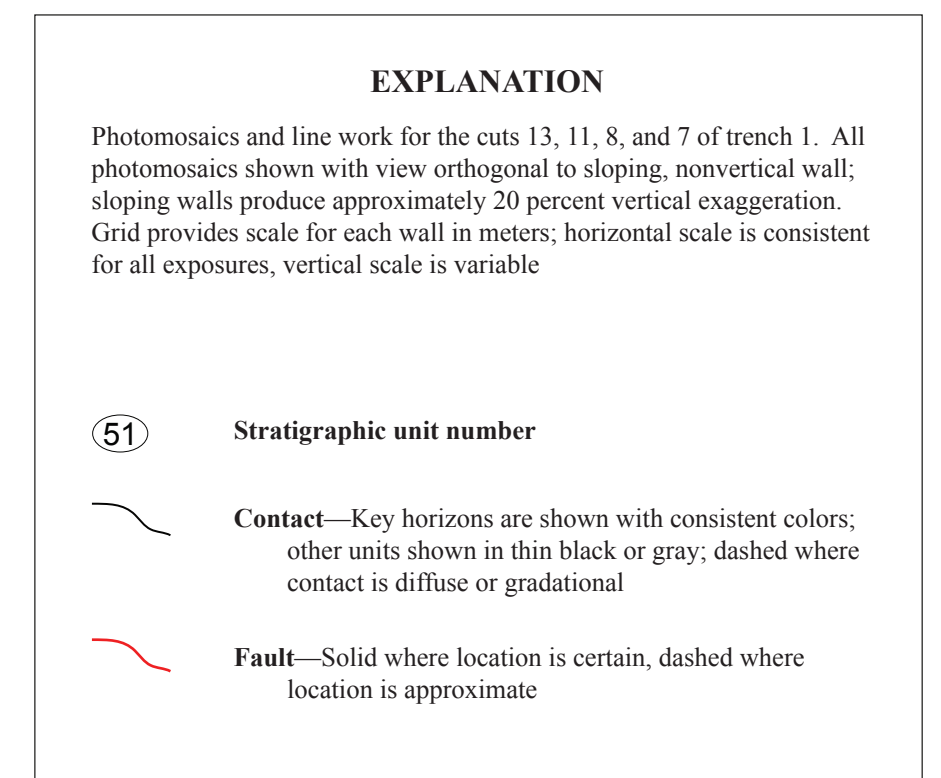 EXPLANATION
Photomosaics and line work for the cuts 13, 11, 8, and 7 of trench 1.  All
photomosaics shown with view orthogonal to sloping, nonvertical wall;
sloping walls produce approximately 20 percent vertical exaggeration.
Grid provides scale for each wall in meters; horizontal scale is consistent
for all exposures, vertical scale is variable
51 Stratigraphic unit number
Contact—Key horizons are shown with consistent colors;
other units shown in thin black or gray; dashed where
contact is diffuse or gradational
Fault—Solid where location is certain, dashed where
location is approximate